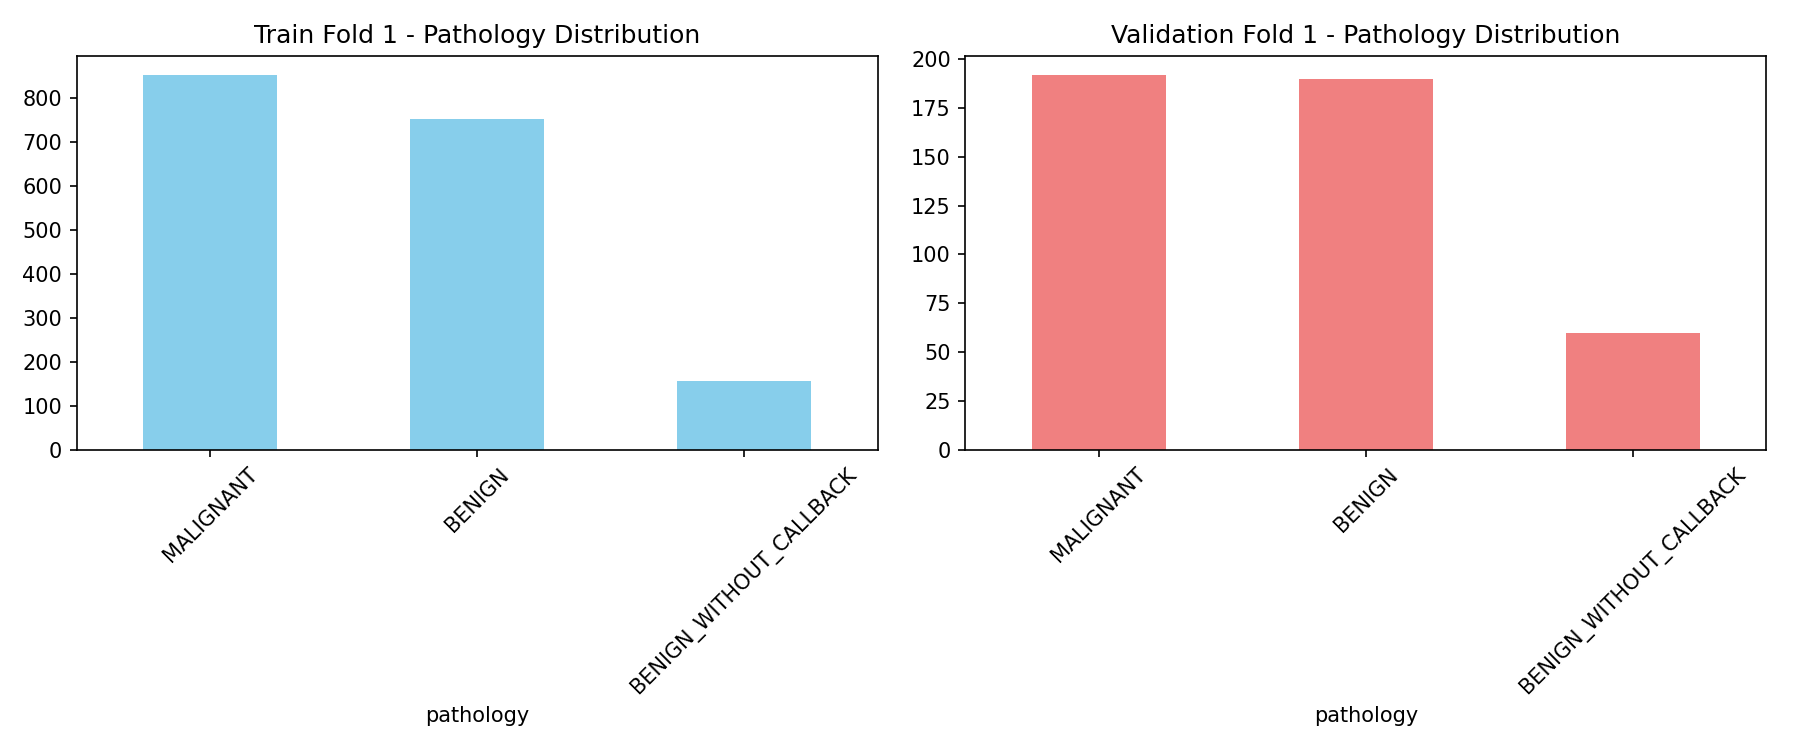 Train Fold 1 - Pathology Distribution
800
700
600
500
400
300
200
100
0
MALIGNANT
BENIGN
BENIGN_WITHOUT_CALLBACK
pathology
Validation Fold 1 - Pathology Distribution
200
175
150
125
100
75
50
25
0
MALIGNANT
BENIGN
BENIGN_WITHOUT_CALLBACK
pathology